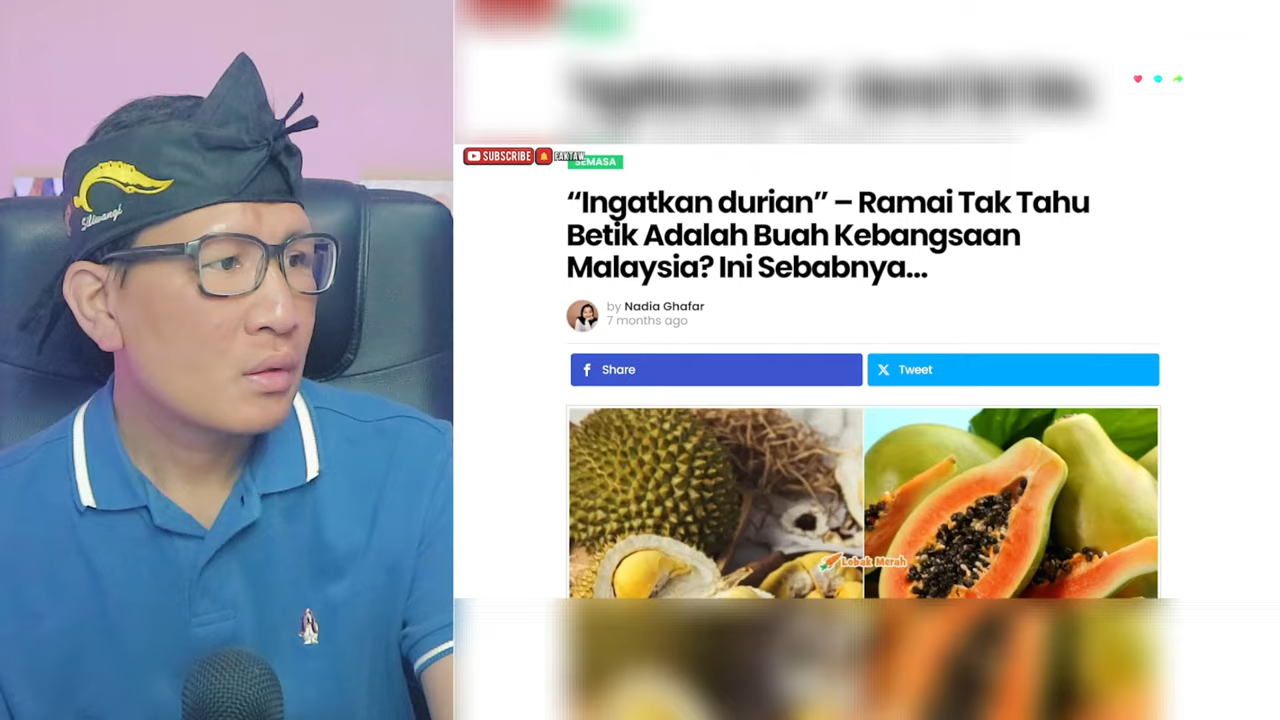 Siliwangi
SUBSCRIBE
SEMASA
“Ingatkan durian” – Ramai Tak Tahu
Betik Adalah Buah Kebangsaan
Malaysia? Ini Sebabnya...
by Nadia Ghafar
7 months ago
Share
Tweet
Lobak Merah